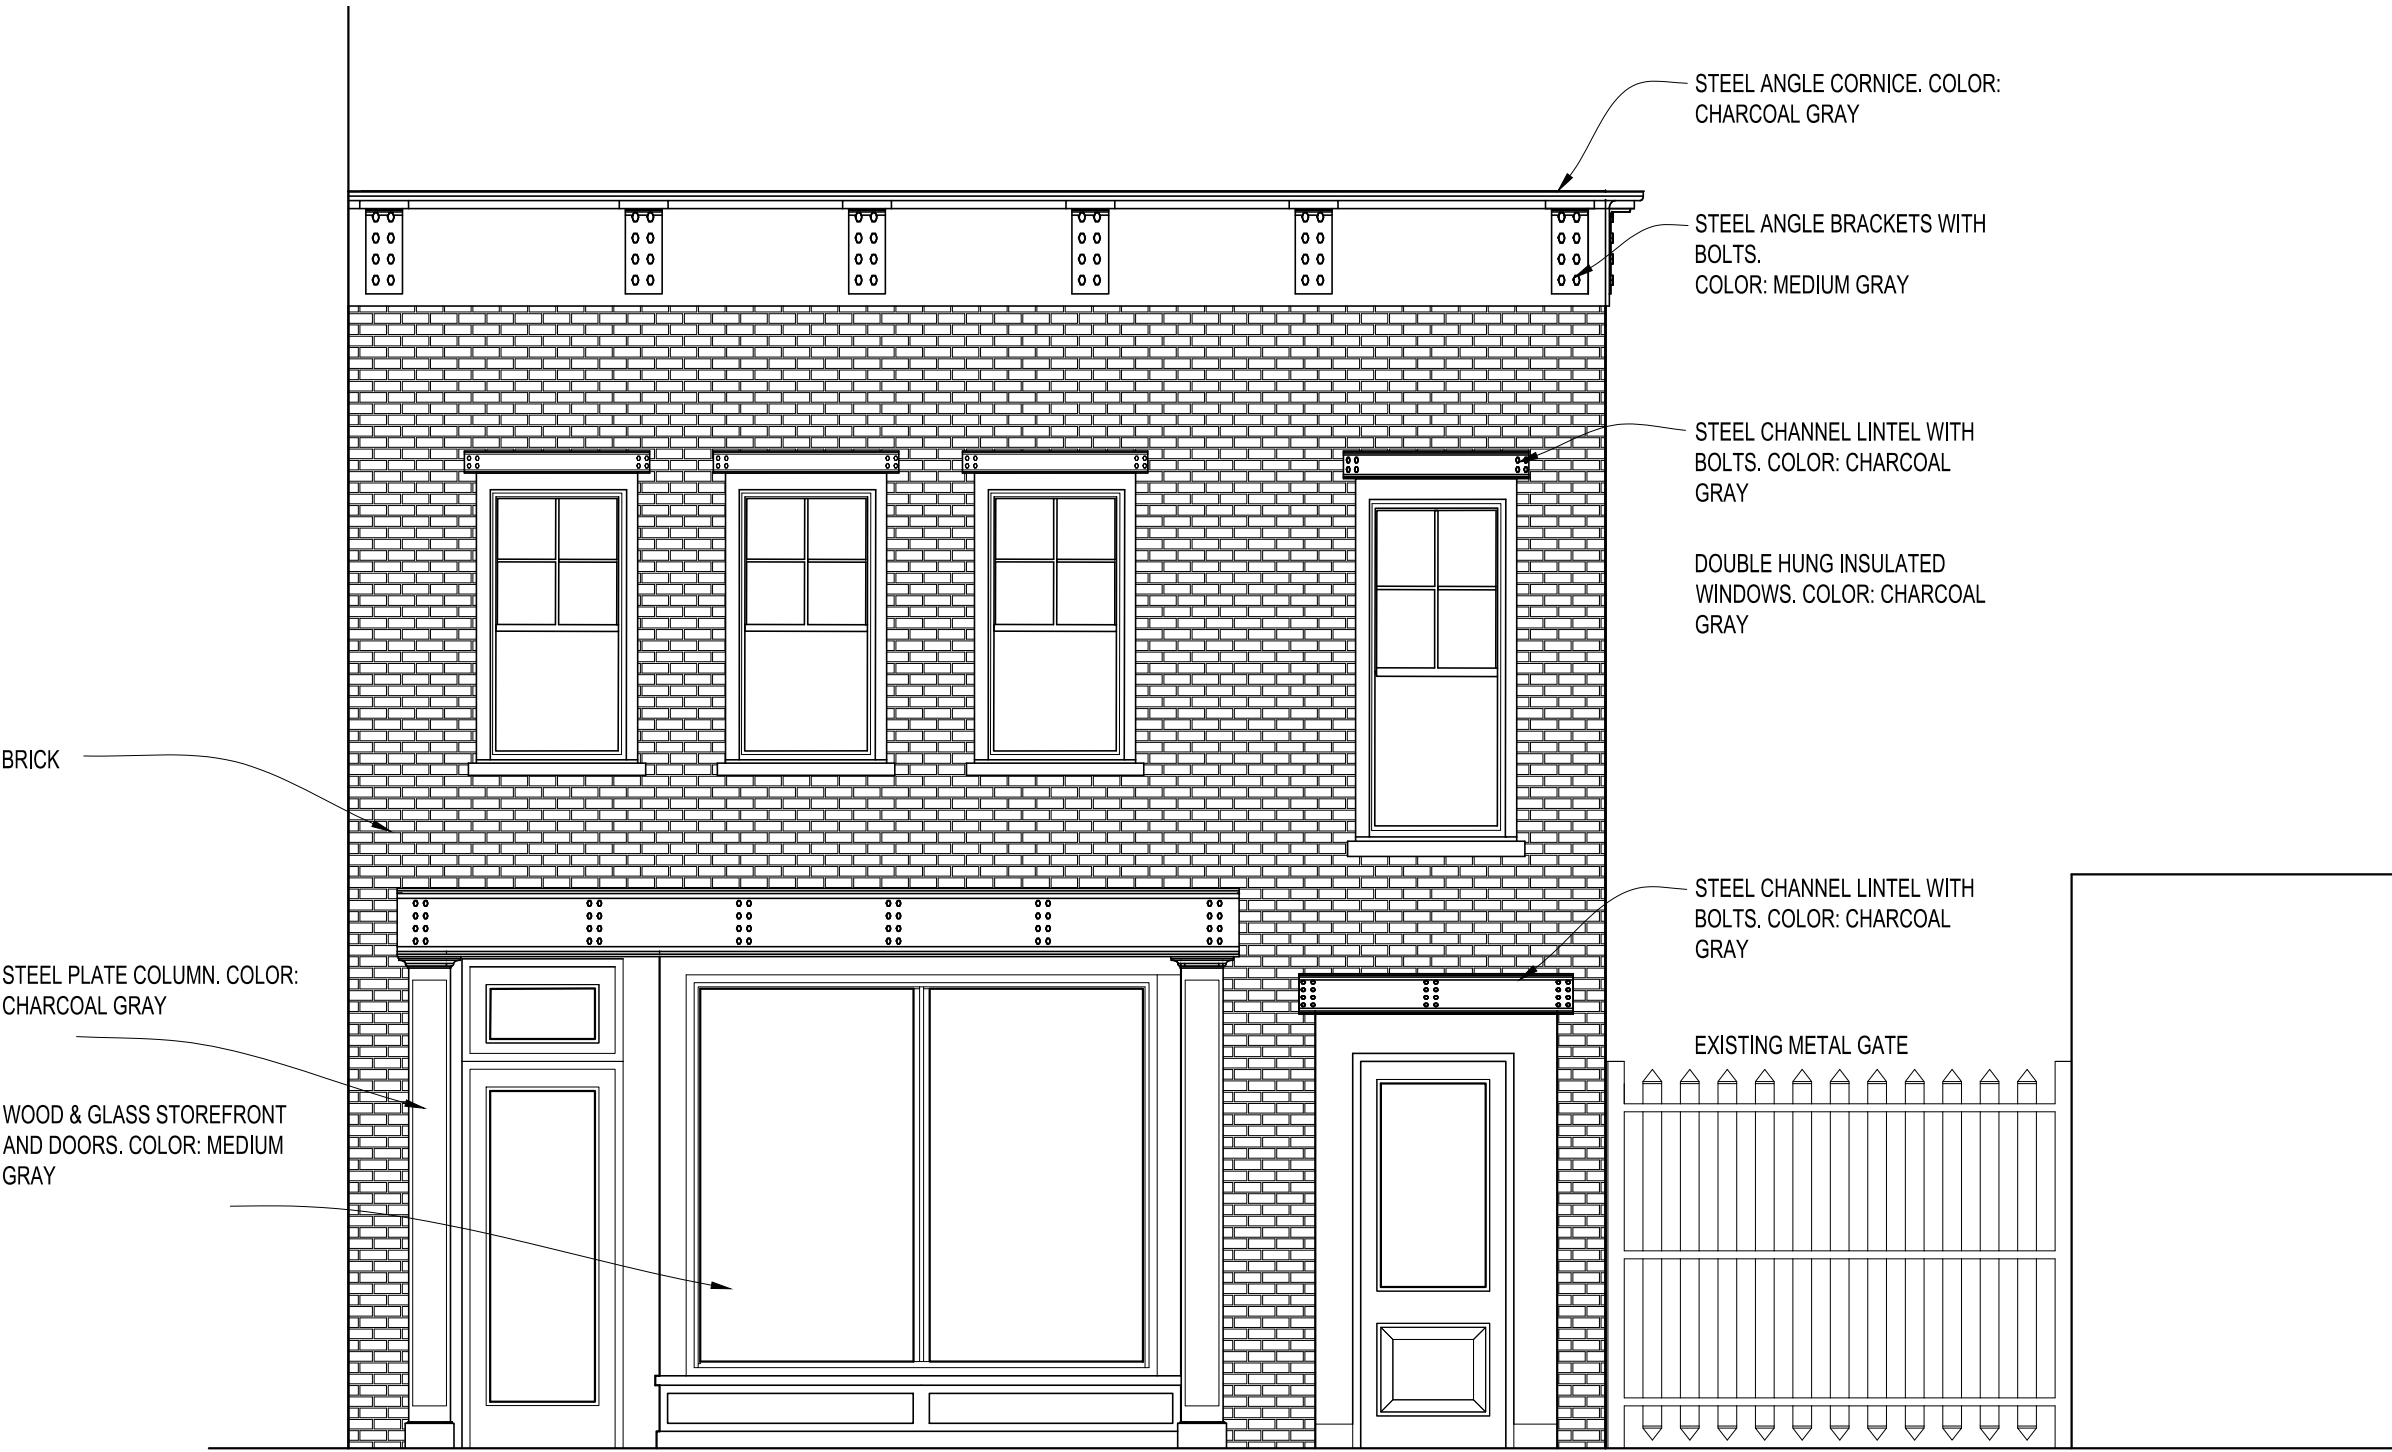 STEEL ANGLE CORNICE. COLOR:
CHARCOAL GRAY
STEEL ANGLE BRACKETS WITH
BOLTS.
COLOR: MEDIUM GRAY
STEEL CHANNEL LINTEL WITH
BOLTS. COLOR: CHARCOAL
GRAY
DOUBLE HUNG INSULATED
WINDOWS. COLOR: CHARCOAL
GRAY
BRICK
STEEL CHANNEL LINTEL WITH
BOLTS. COLOR: CHARCOAL
GRAY
STEEL PLATE COLUMN. COLOR:
CHARCOAL GRAY
EXISTING METAL GATE
WOOD & GLASS STOREFRONT
AND DOORS. COLOR: MEDIUM
GRAY